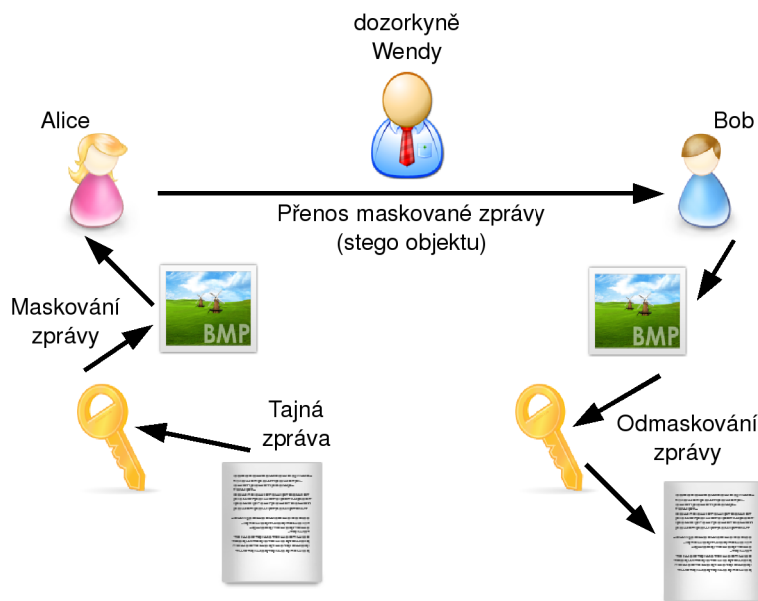 dozorkyně
Wendy
Alice
Bob
Přenos maskované zprávy
(stego objektu)
Maskování
zprávy
BMP
BMP
Tajná
zpráva
Odmaskování
zprávy